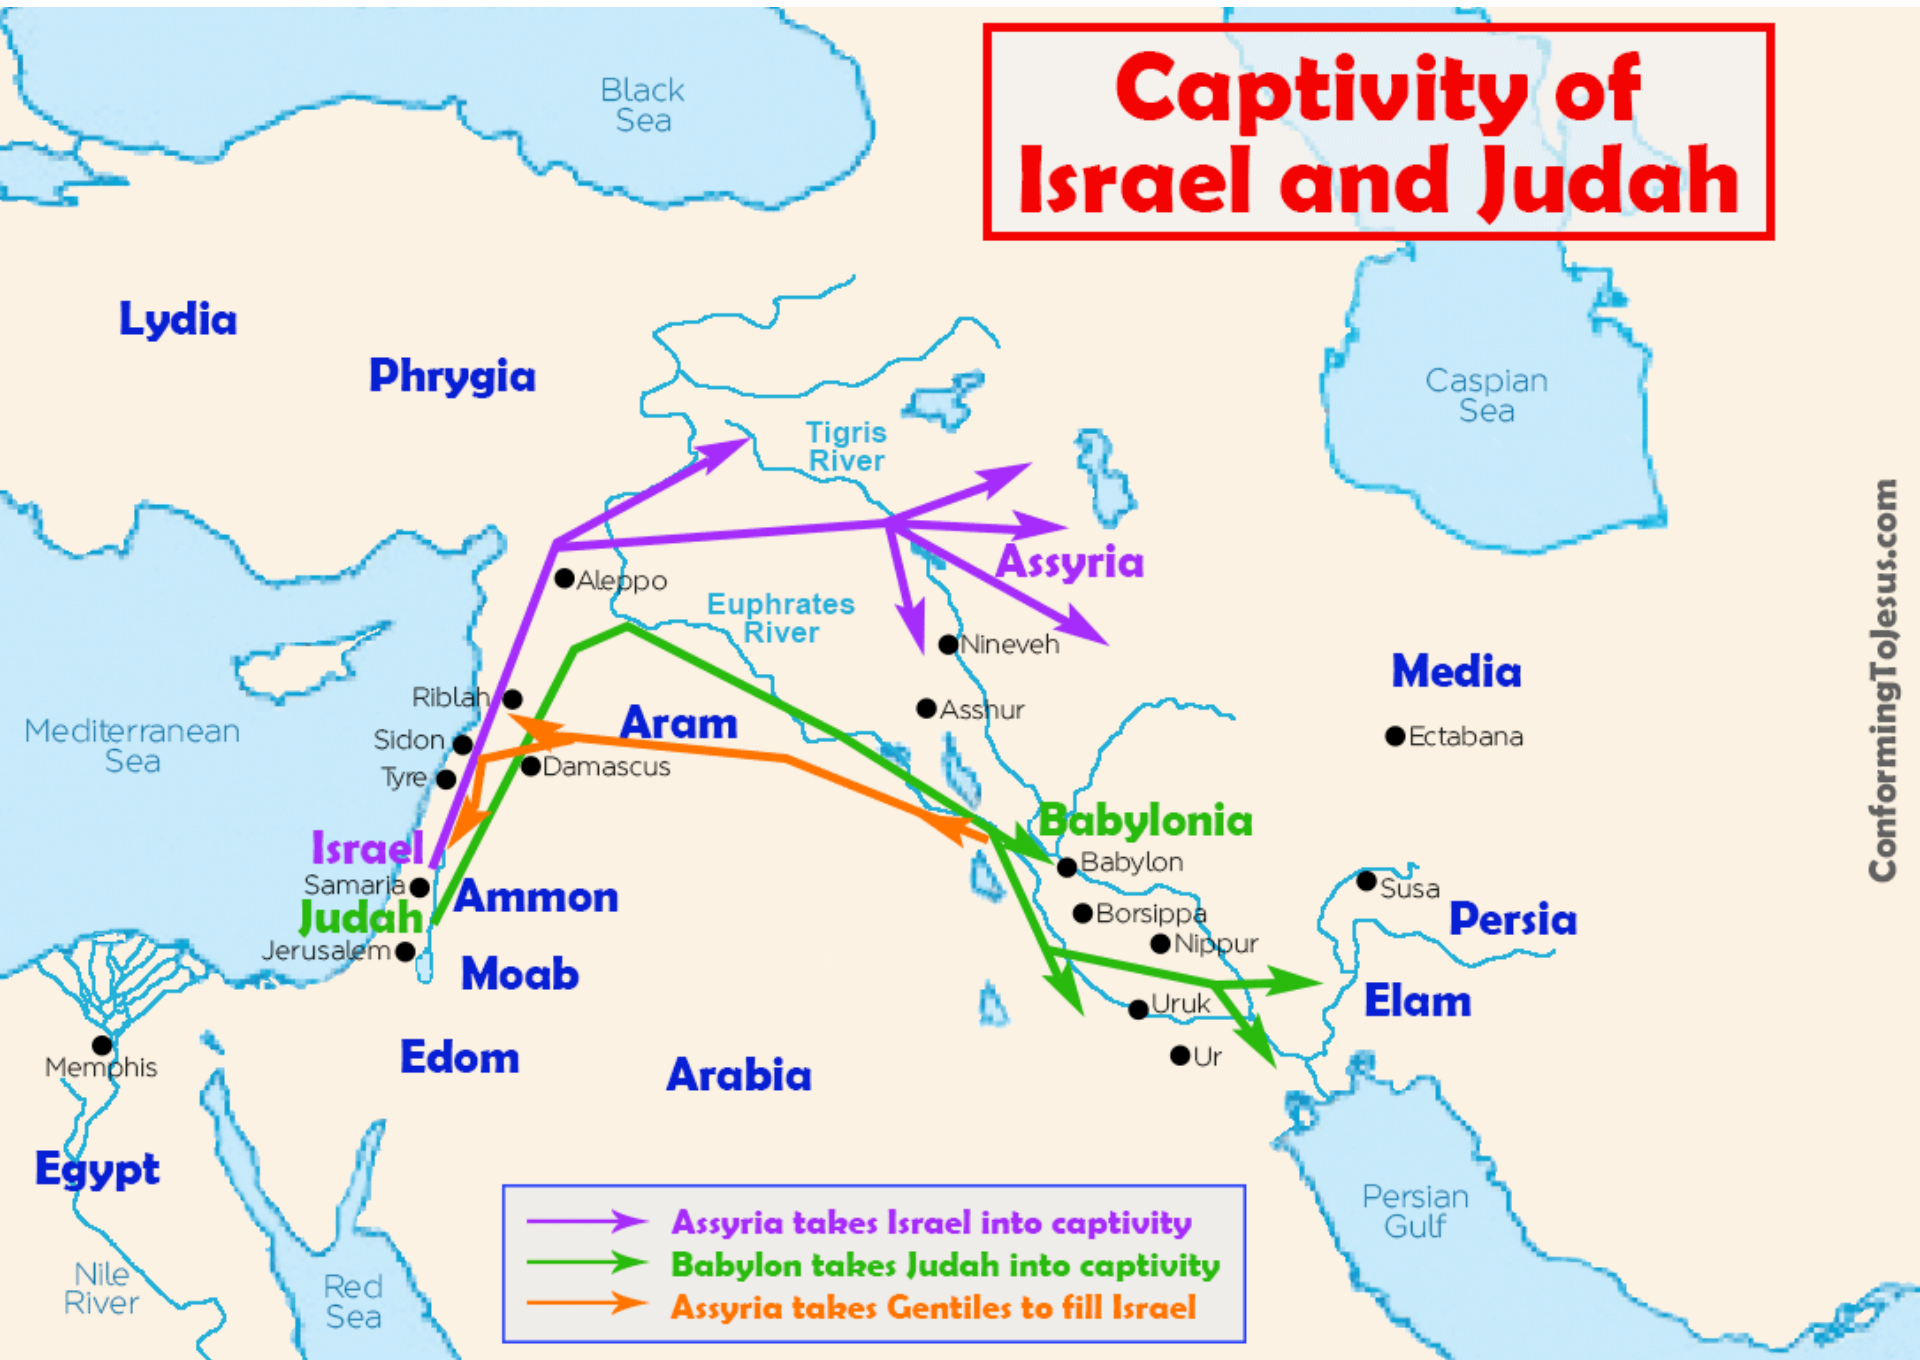 Captivity of
Israel and Judah
Black
Sea
Lydia
Phrygia
Caspian
Sea
Tigris
River
Assyria
Aleppo
Euphrates
River
Nineveh
Media
Riblah
Asshur
Aram
Mediterranean
Sea
Sidon
Ectabana
Tyre
Damascus
Babylonia
Israel
Babylon
Samaria
Susa
Ammon
Judah
Borsippa
Persia
Nippur
Jerusalem
Moab
Elam
Uruk
Memphis
Edom
Ur
Arabia
Egypt
Persian
Gulf
Nile
River
Red
Sea
Assyria takes Israel into captivity
Babylon takes Judah into captivity
Assyria takes Gentiles to fill Israel
ConformingToJesus.com